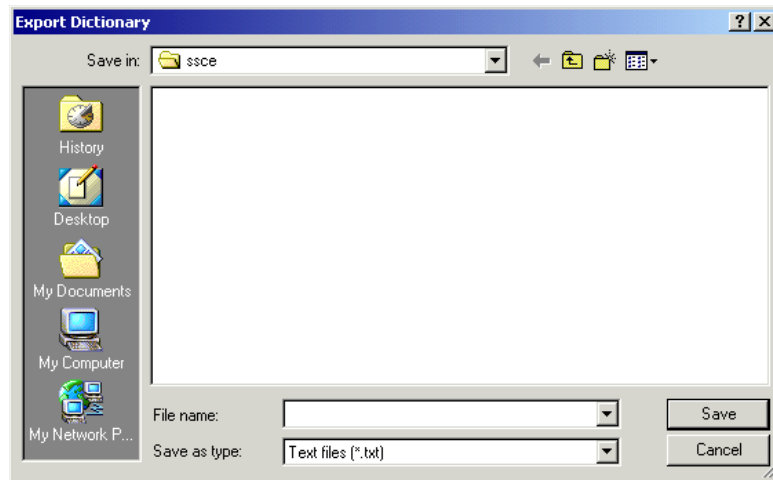 Export Dictionary
Save in: ssce
History
Desktop
My Documents
My Computer
My Network P...
File name:
Save
Save as type: Text files (*.txt)
Cancel